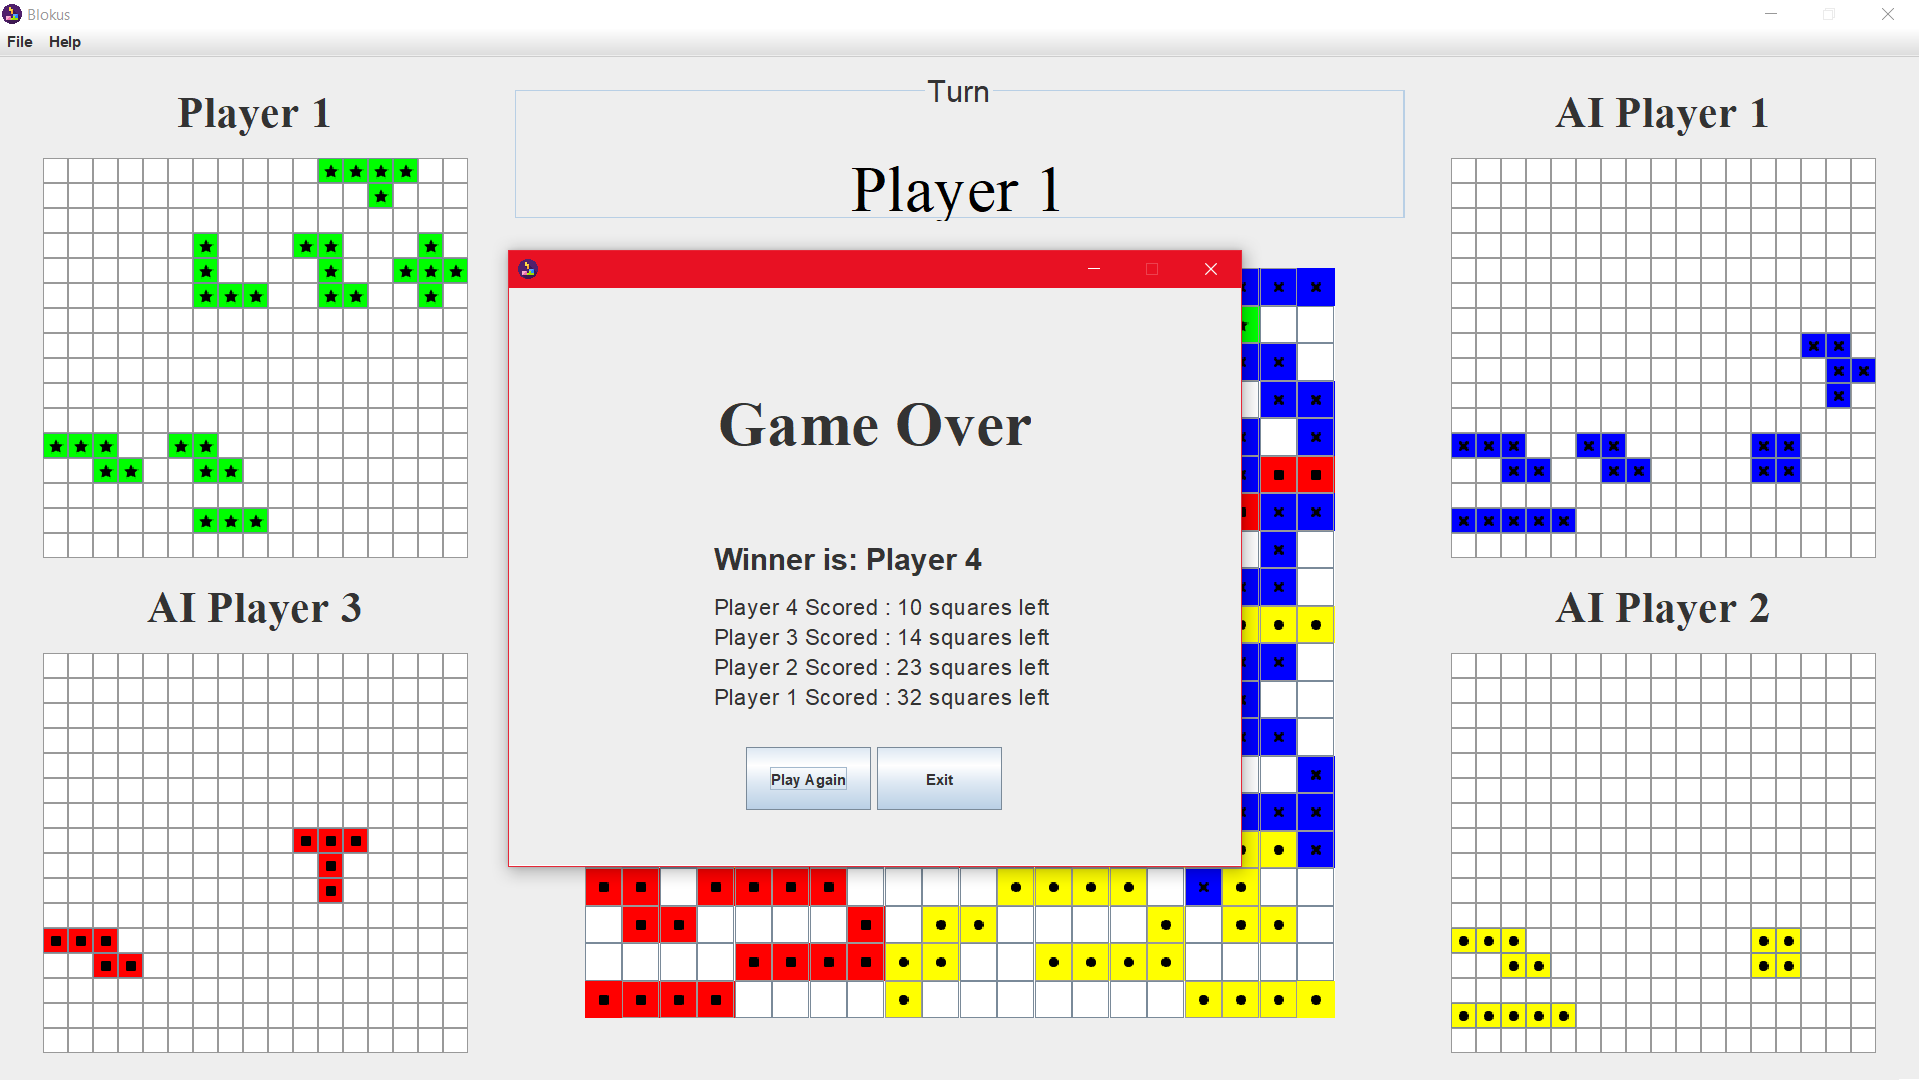 Blokus
File Help
Turn
Player 1
Player 1
AI Player 1
Game Over
Winner is: Player 4
Player 4 Scored : 10 squares left
Player 3 Scored : 14 squares left
Player 2 Scored : 23 squares left
Player 1 Scored : 32 squares left
Play Again Exit
AI Player 3
AI Player 2